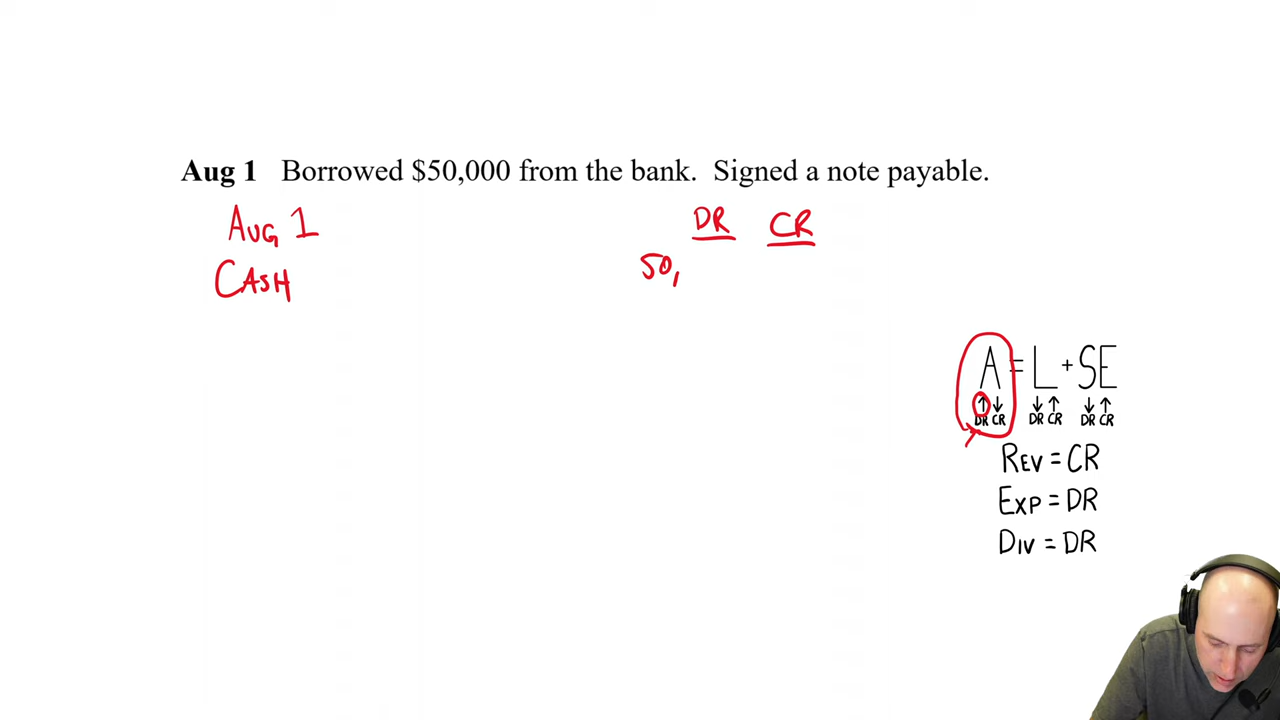 Aug 1 Borrowed $50,000 from the bank. Signed a note payable.
AUG 1
DR CR
CASH 50,
A = L + SE
↑ ↓ ↓ ↑ ↓ ↑
DR CR DR CR DR CR
REV = CR
EXP = DR
DIV = DR